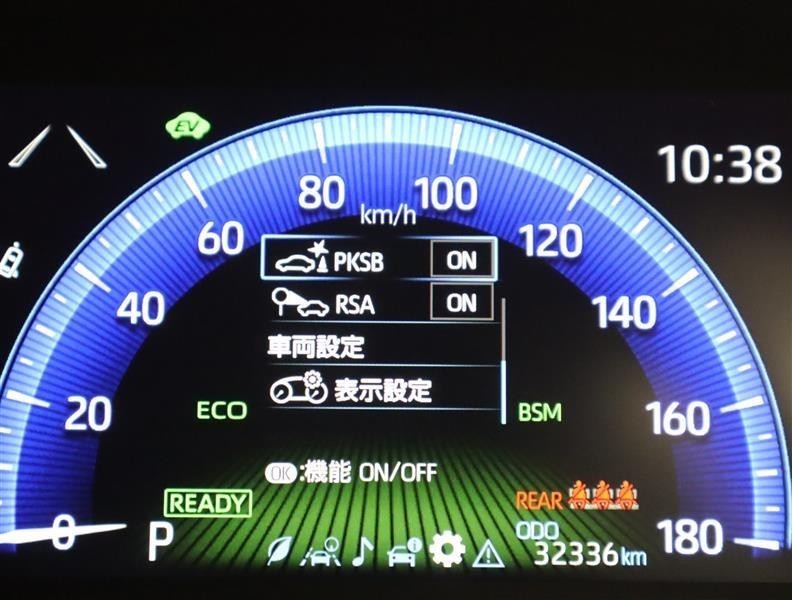 EV
10:38
80
100
km/h
60
120
PKSB ON
40
RSA ON
140
車両設定
表示設定
20
ECO
BSM
160
OK:機能 ON/OFF
READY
REAR
0
P
ODO
180
32336km